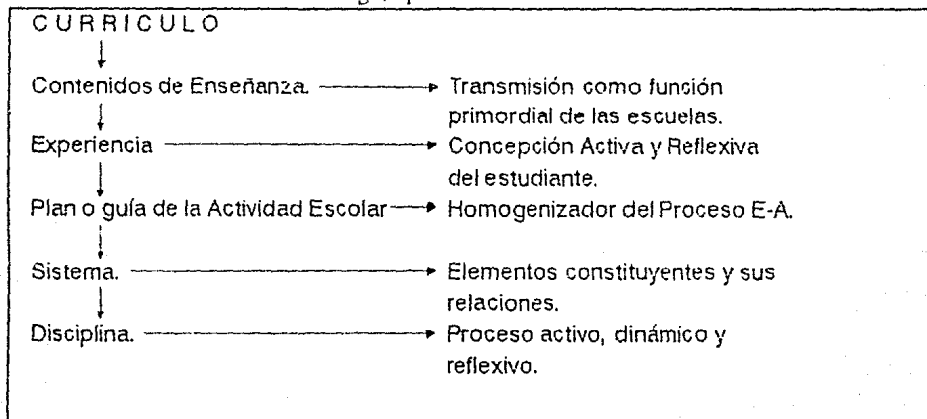 CURRICULO
Contenidos de Enseñanza. Transmisión como función
primordial de las escuelas.
Experiencia Concepción Activa y Reflexiva
del estudiante.
Plan o guía de la Actividad Escolar Homogenizador del Proceso E-A.
Sistema. Elementos constituyentes y sus
relaciones.
Disciplina. Proceso activo, dinámico y
reflexivo.